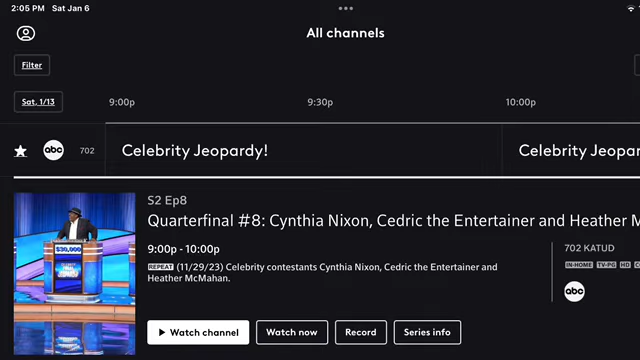 2:05 PM Sat Jan 6
All channels
Filter
Sat, 1/13
9:00p
9:30p
10:00p
abc
702
Celebrity Jeopardy!
Celebrity Jeopar
S2 Ep8
Quarterfinal #8: Cynthia Nixon, Cedric the Entertainer and Heather M
9:00p - 10:00p
REPEAT (11/29/23) Celebrity contestants Cynthia Nixon, Cedric the Entertainer and
Heather McMahan.
702 KATUD
IN-HOME TV-PG HD
abc
$30,000
Watch channel
Watch now
Record
Series info